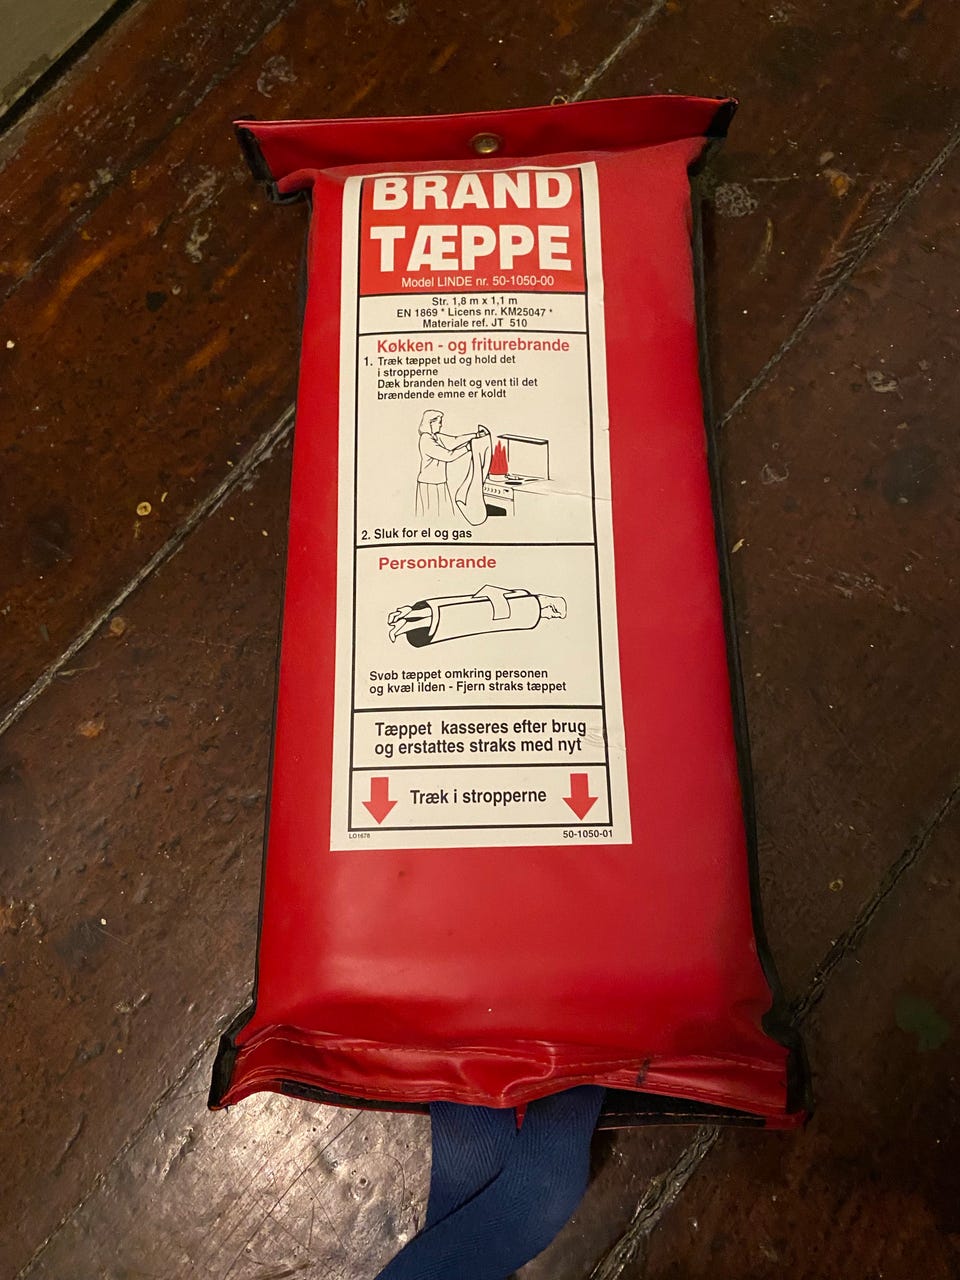 BRAND
TÆPPE
Model LINDE nr. 50-1050-00
Str. 1,8 m x 1,1 m
EN 1869 * Licens nr. KM25047 *
Materiale ref. JT 510
Køkken - og friturebrande
1. Træk tæppet ud og hold det
i stropperne
Dæk branden helt og vent til det
brændende emne er koldt
2. Sluk for el og gas
Personbrande
Svøb tæppet omkring personen
og kvæl ilden - Fjern straks tæppet
Tæppet kasseres efter brug
og erstattes straks med nyt
Træk i stropperne
LO1678
50-1050-01